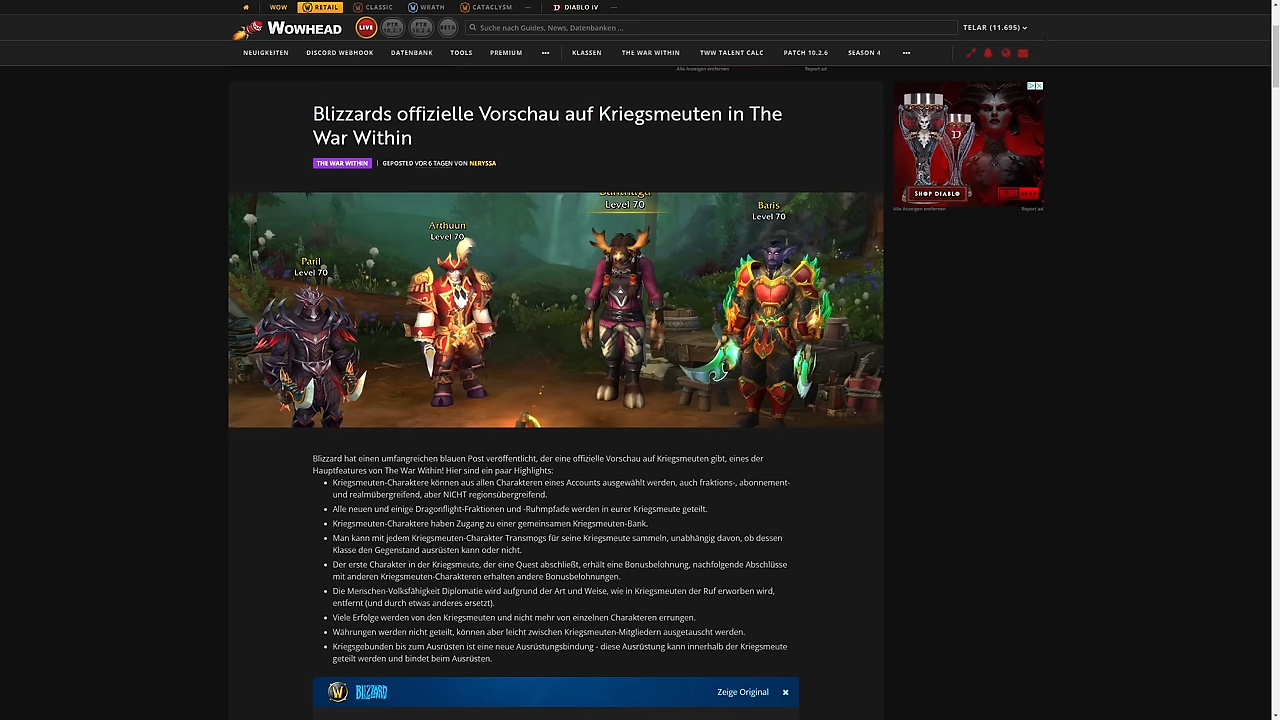 WOW RETAIL CLASSIC WRATH CATACLYSM ... DIABLO IV ...
WOWHEAD LIVE PTR PTR BETA Suche nach Guides, News, Datenbanken ... TELAR (11.695)
NEUIGKEITEN DISCORD WEBHOOK DATENBANK TOOLS PREMIUM ... KLASSEN THE WAR WITHIN TWW TALENT CALC PATCH 10.2.6 SEASON 4 ...
Alle Anzeigen entfernen Report ad
Blizzards offizielle Vorschau auf Kriegsmeuten in The
War Within
THE WAR WITHIN | GEPOSTED VOR 6 TAGEN VON NERYSSA
Level 70
Baris
Level 70
Arthuun
Level 70
Paril
Level 70
SHOP DIABLO
Alle Anzeigen entfernen Report ad
Blizzard hat einen umfangreichen blauen Post veröffentlicht, der eine offizielle Vorschau auf Kriegsmeuten gibt, eines der
Hauptfeatures von The War Within! Hier sind ein paar Highlights:
• Kriegsmeuten-Charaktere können aus allen Charakteren eines Accounts ausgewählt werden, auch fraktions-, abonnement-
und realmübergreifend, aber NICHT regionsübergreifend.
• Alle neuen und einige Dragonflight-Fraktionen und -Ruhmpfade werden in eurer Kriegsmeute geteilt.
• Kriegsmeuten-Charaktere haben Zugang zu einer gemeinsamen Kriegsmeuten-Bank.
• Man kann mit jedem Kriegsmeuten-Charakter Transmogs für seine Kriegsmeute sammeln, unabhängig davon, ob dessen
Klasse den Gegenstand ausrüsten kann oder nicht.
• Der erste Charakter in der Kriegsmeute, der eine Quest abschließt, erhält eine Bonusbelohnung, nachfolgende Abschlüsse
mit anderen Kriegsmeuten-Charakteren erhalten andere Bonusbelohnungen.
• Die Menschen-Volksfähigkeit Diplomatie wird aufgrund der Art und Weise, wie in Kriegsmeuten der Ruf erworben wird,
entfernt (und durch etwas anderes ersetzt).
• Viele Erfolge werden von den Kriegsmeuten und nicht mehr von einzelnen Charakteren errungen.
• Währungen werden nicht geteilt, können aber leicht zwischen Kriegsmeuten-Mitgliedern ausgetauscht werden.
• Kriegsgebunden bis zum Ausrüsten ist eine neue Ausrüstungsbindung - diese Ausrüstung kann innerhalb der Kriegsmeute
geteilt werden und bindet beim Ausrüsten.
BLIZZARD Zeige Original ×